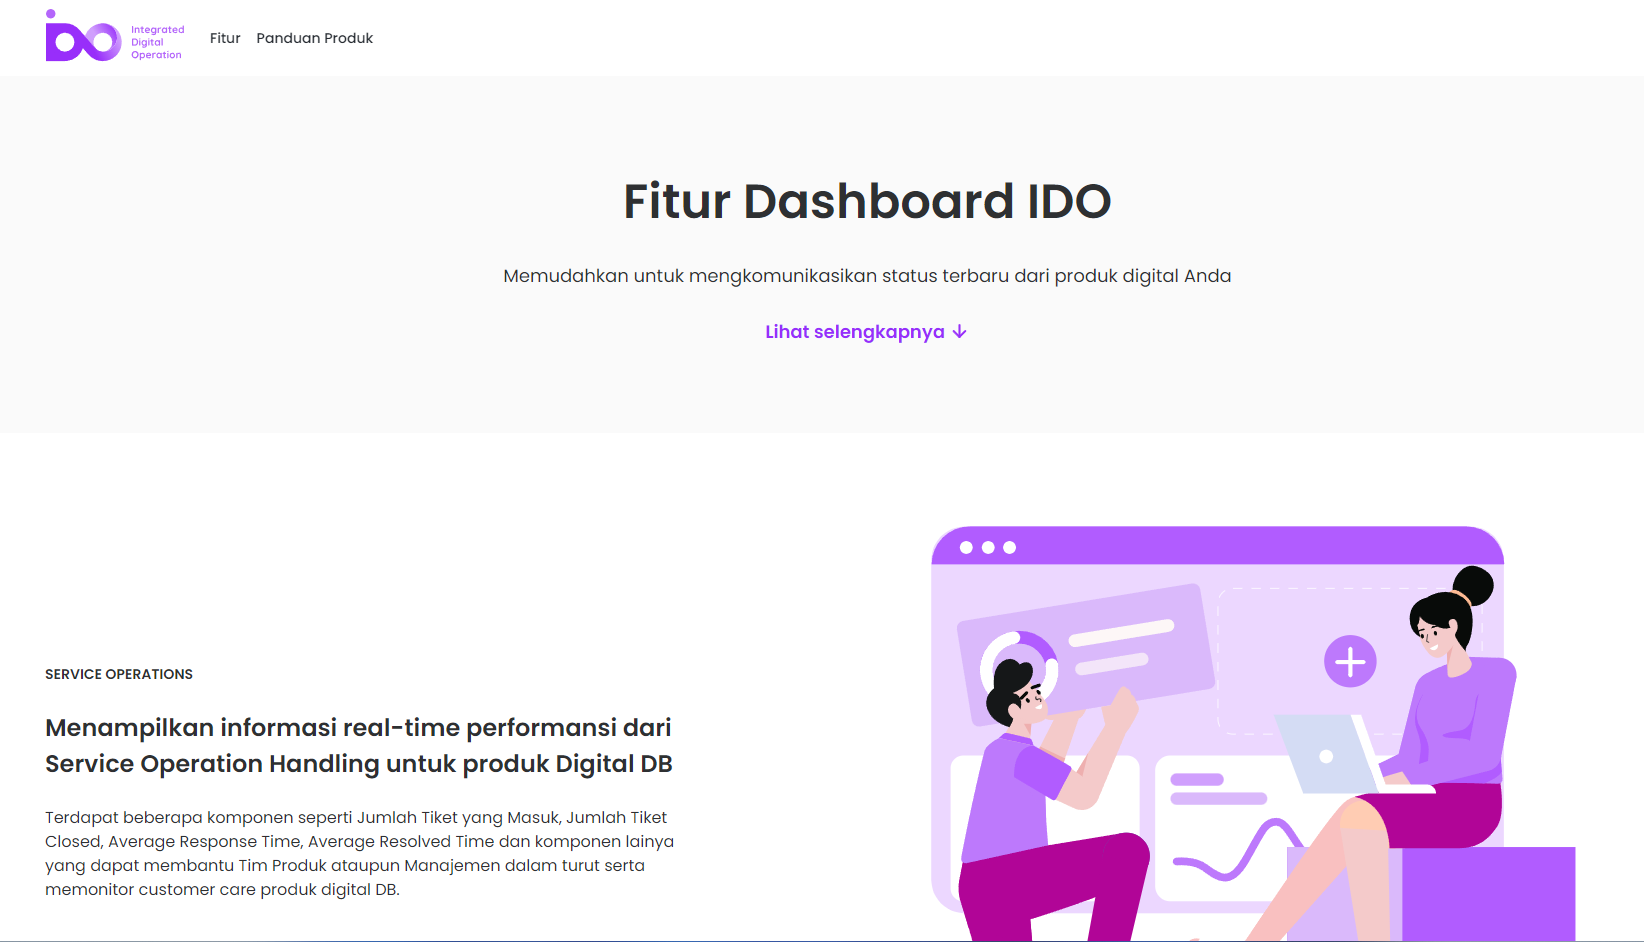 iDO
Integrated
Digital
Operation
Fitur
Panduan Produk
Fitur Dashboard IDO
Memudahkan untuk mengkomunikasikan status terbaru dari produk digital Anda
Lihat selengkapnya ↓
SERVICE OPERATIONS
Menampilkan informasi real-time performansi dari
Service Operation Handling untuk produk Digital DB
Terdapat beberapa komponen seperti Jumlah Tiket yang Masuk, Jumlah Tiket
Closed, Average Response Time, Average Resolved Time dan komponen lainya
yang dapat membantu Tim Produk ataupun Manajemen dalam turut serta
memonitor customer care produk digital DB.